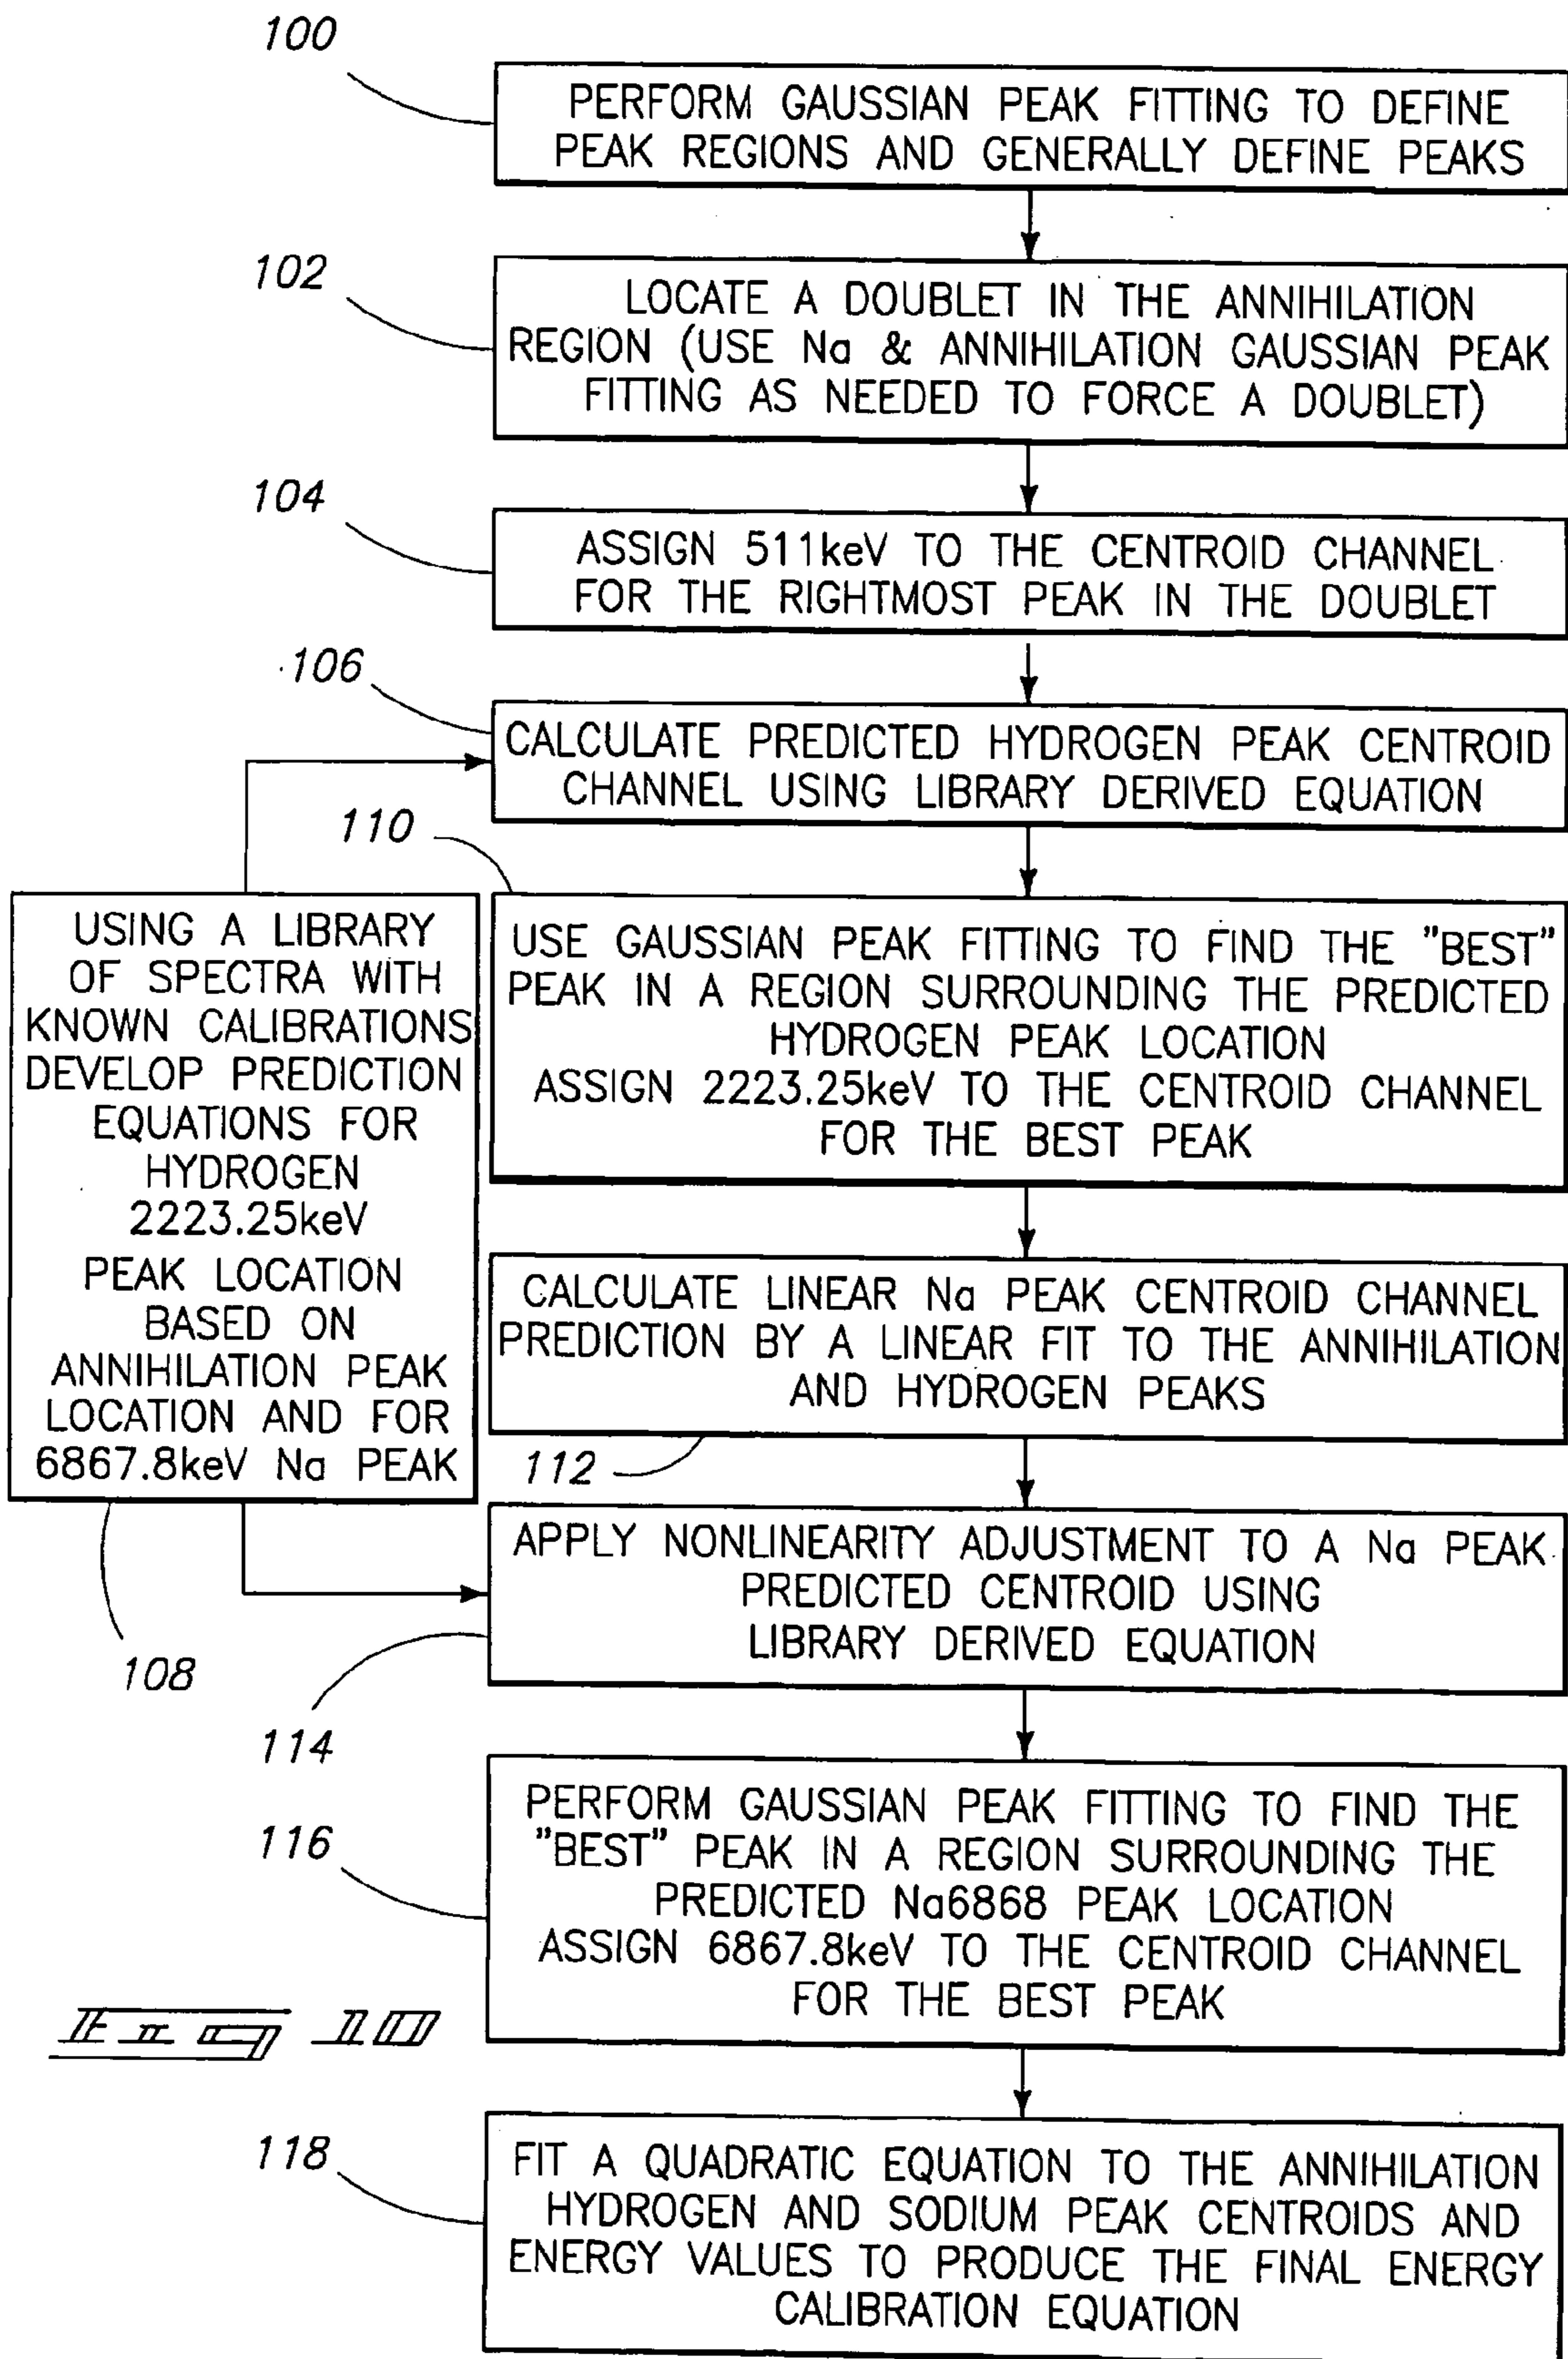 100
PERFORM GAUSSIAN PEAK FITTING TO DEFINE
PEAK REGIONS AND GENERALLY DEFINE PEAKS
102
LOCATE A DOUBLET IN THE ANNIHILATION
REGION (USE Na & ANNIHILATION GAUSSIAN PEAK
FITTING AS NEEDED TO FORCE A DOUBLET)
104
ASSIGN 511keV TO THE CENTROID CHANNEL
FOR THE RIGHTMOST PEAK IN THE DOUBLET
106
CALCULATE PREDICTED HYDROGEN PEAK CENTROID
CHANNEL USING LIBRARY DERIVED EQUATION
110
USING A LIBRARY
OF SPECTRA WITH
KNOWN CALIBRATIONS
DEVELOP PREDICTION
EQUATIONS FOR
HYDROGEN
2223.25keV
PEAK LOCATION
BASED ON
ANNIHILATION PEAK
LOCATION AND FOR
6867.8keV Na PEAK
108
USE GAUSSIAN PEAK FITTING TO FIND THE "BEST"
PEAK IN A REGION SURROUNDING THE PREDICTED
HYDROGEN PEAK LOCATION
ASSIGN 2223.25keV TO THE CENTROID CHANNEL
FOR THE BEST PEAK
CALCULATE LINEAR Na PEAK CENTROID CHANNEL
PREDICTION BY A LINEAR FIT TO THE ANNIHILATION
AND HYDROGEN PEAKS
112
APPLY NONLINEARITY ADJUSTMENT TO A Na PEAK
PREDICTED CENTROID USING
LIBRARY DERIVED EQUATION
114
PERFORM GAUSSIAN PEAK FITTING TO FIND THE
"BEST" PEAK IN A REGION SURROUNDING THE
PREDICTED Na6868 PEAK LOCATION
ASSIGN 6867.8keV TO THE CENTROID CHANNEL
FOR THE BEST PEAK
116
Fig 10
118
FIT A QUADRATIC EQUATION TO THE ANNIHILATION
HYDROGEN AND SODIUM PEAK CENTROIDS AND
ENERGY VALUES TO PRODUCE THE FINAL ENERGY
CALIBRATION EQUATION